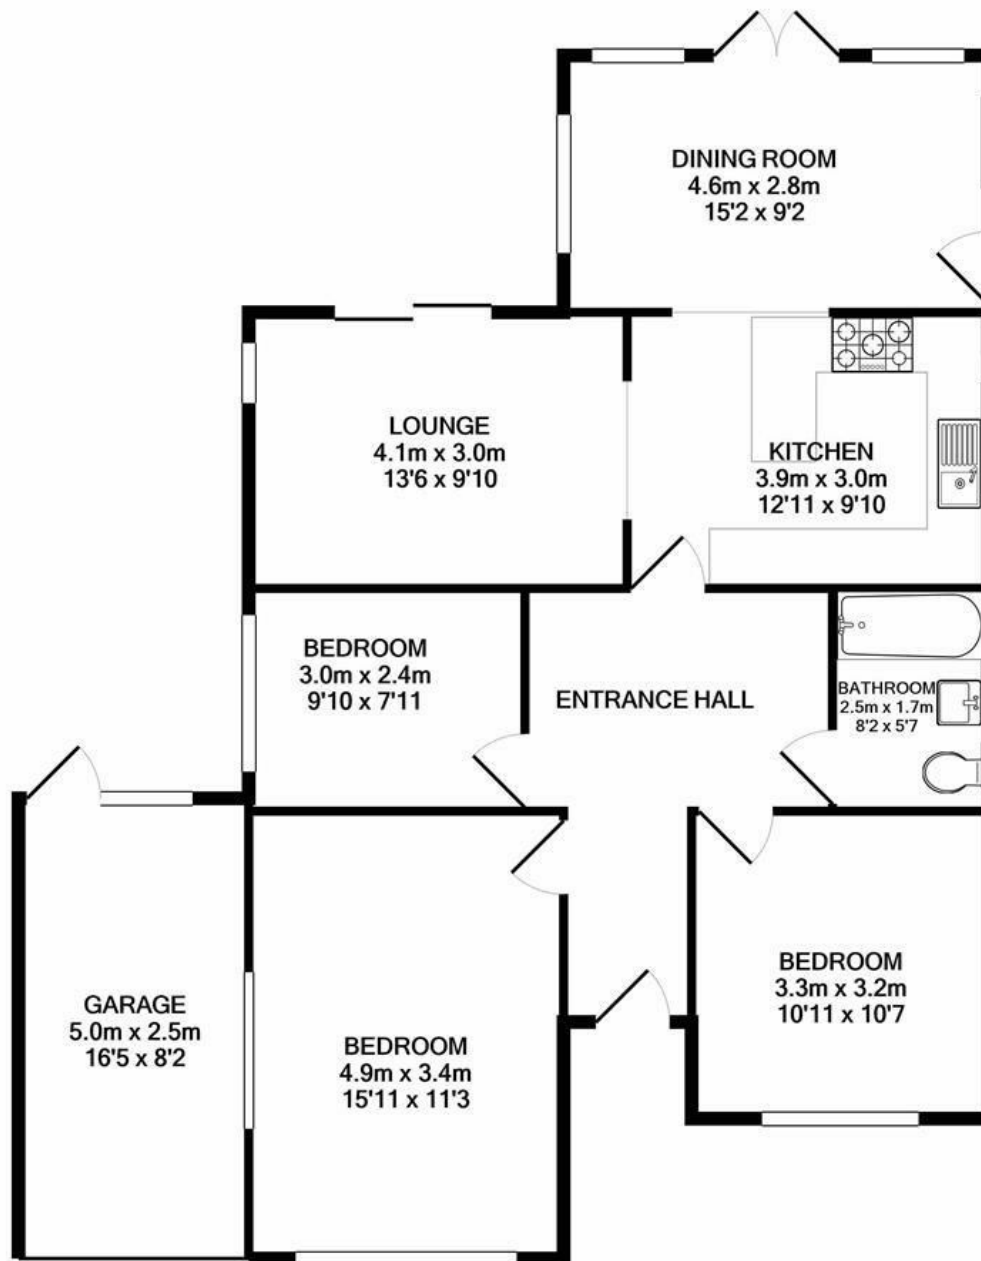 DINING ROOM
4.6m x 2.8m
15'2 x 9'2
LOUNGE
4.1m x 3.0m
13'6 x 9'10
KITCHEN
3.9m x 3.0m
12'11 x 9'10
BEDROOM
3.0m x 2.4m
9'10 x 7'11
ENTRANCE HALL
BATHROOM
2.5m x 1.7m
8'2 x 5'7
GARAGE
5.0m x 2.5m
16'5 x 8'2
BEDROOM
4.9m x 3.4m
15'11 x 11'3
BEDROOM
3.3m x 3.2m
10'11 x 10'7